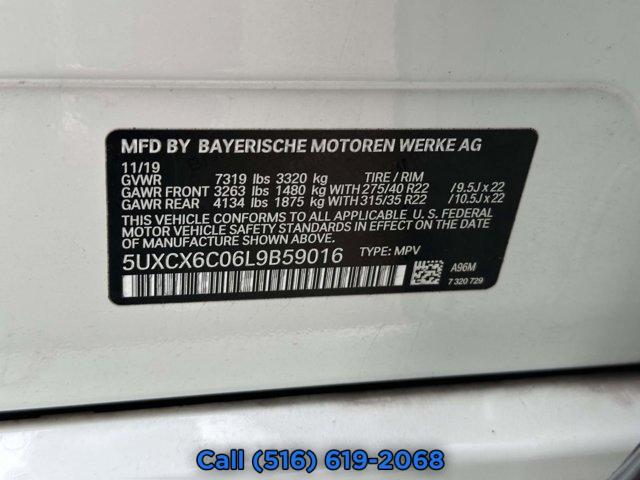 MFD BY BAYERISCHE MOTOREN WERKE AG
11/19
GVWR 7319 lbs 3320 kg TIRE / RIM
GAWR FRONT 3263 lbs 1480 kg WITH 275/40 R22 / 9.5J x 22
GAWR REAR 4134 lbs 1875 kg WITH 315/35 R22 / 10.5J x 22
THIS VEHICLE CONFORMS TO ALL APPLICABLE U. S. FEDERAL
MOTOR VEHICLE SAFETY STANDARDS IN EFFECT ON THE DATE
OF MANUFACTURE SHOWN ABOVE.
5UXCX6C06L9B59016 TYPE: MPV
A96M
7 320 729
Call (516) 619-2068